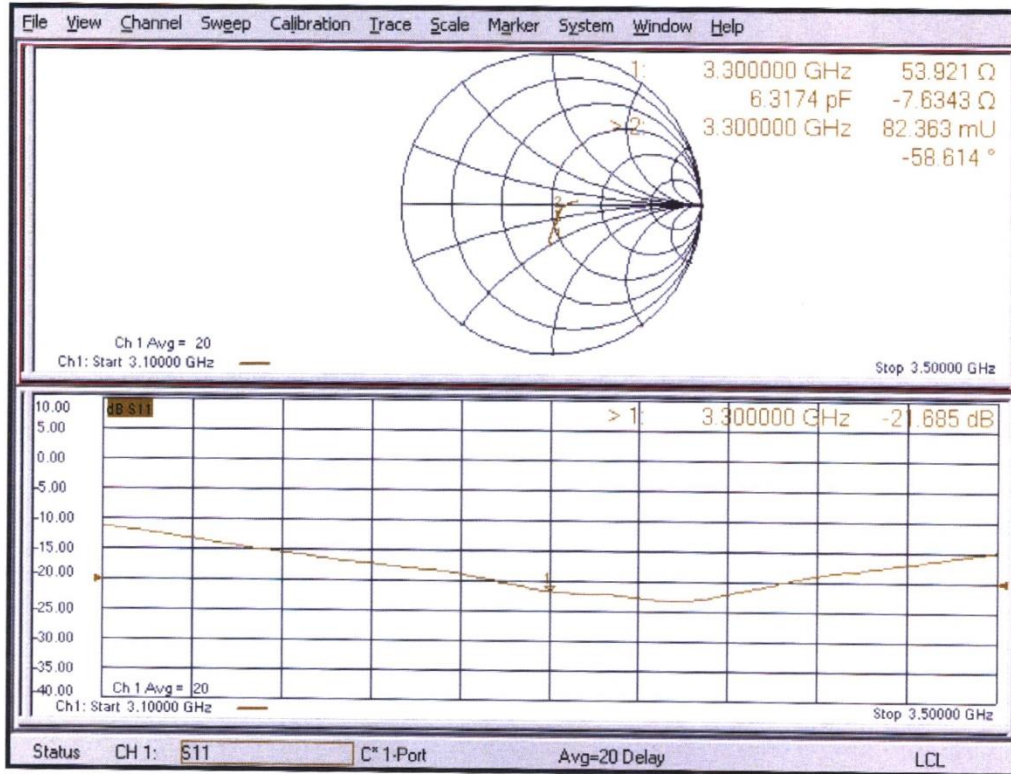 File View Channel Sweep Calibration Trace Scale Marker System Window Help
1: 3.300000 GHz 53.921 Ω
6.3174 pF -7.6343 Ω
> 2: 3.300000 GHz 82.363 mU
-58.614 °
2
Ch 1 Avg = 20
Ch1: Start 3.10000 GHz
Stop 3.50000 GHz
dB S11
> 1: 3.300000 GHz -21.685 dB
10.00
5.00
0.00
-5.00
-10.00
-15.00
-20.00
-25.00
-30.00
-35.00
-40.00
1
Ch 1 Avg = 20
Ch1: Start 3.10000 GHz
Stop 3.50000 GHz
Status CH 1: S11 C* 1-Port Avg=20 Delay LCL